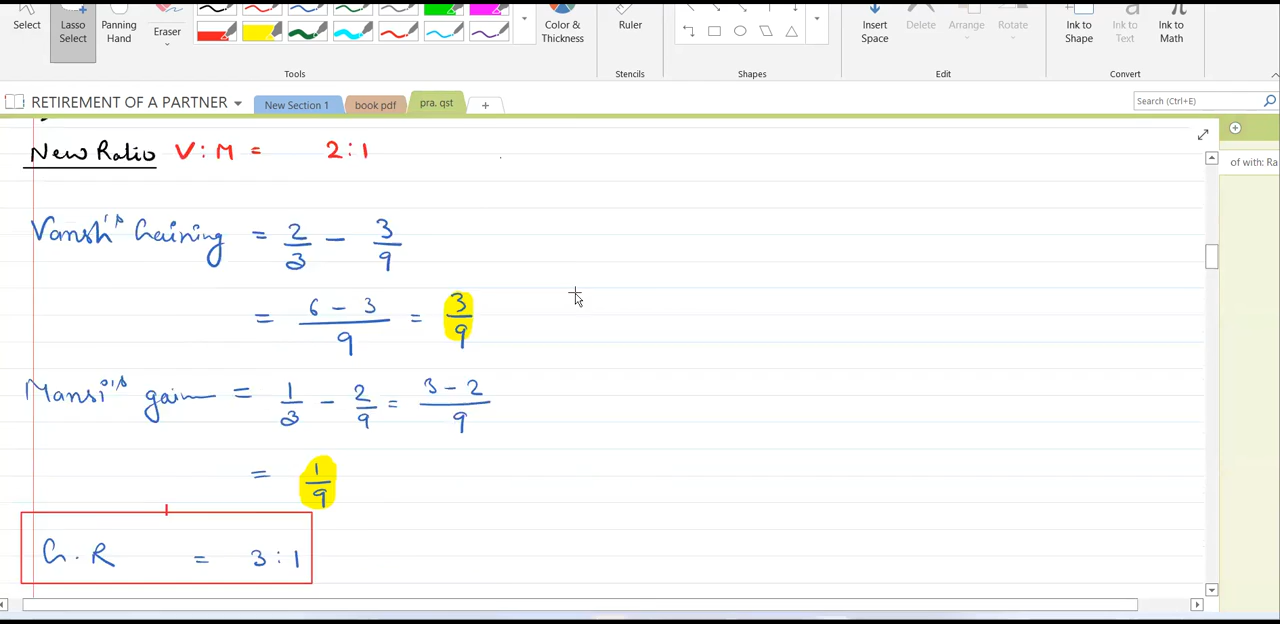 Select
Lasso Select
Panning Hand
Eraser
Color & Thickness
Ruler
Insert Space
Delete
Arrange
Rotate
Ink to Shape
Ink to Text
Ink to Math
Tools
Stencils
Shapes
Edit
Convert
RETIREMENT OF A PARTNER
New Section 1
book pdf
pra. qst
+
Search (Ctrl+E)
of with: Ra
New Ratio V : M = 2 : 1
Vansh's Gaining = 2/3 - 3/9
= 6 - 3/9 = 3/9
Mansi's gain = 1/3 - 2/9 = 3 - 2/9
= 1/9
G.R = 3 : 1